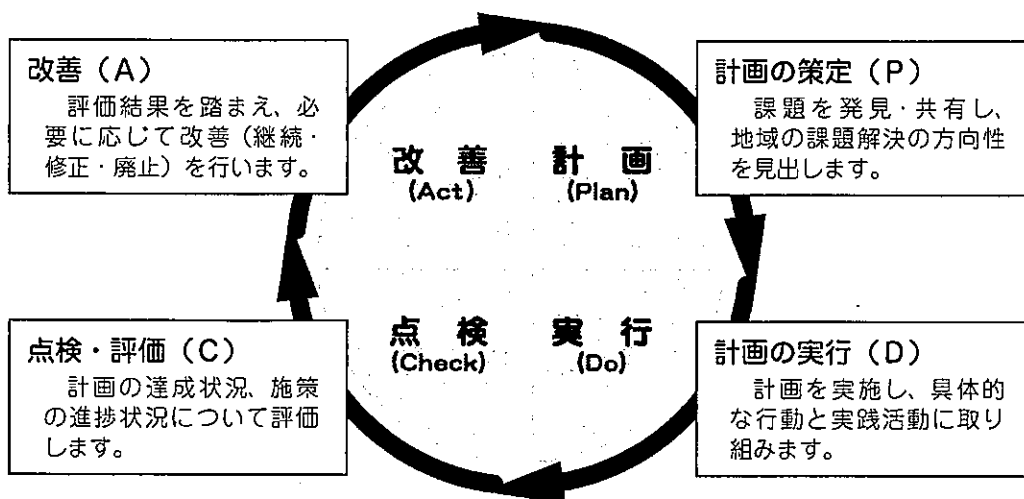 改善（A）
評価結果を踏まえ、必
要に応じて改善（継続・
修正・廃止）を行います。
計画の策定（P）
課題を発見・共有し、
地域の課題解決の方向性
を見出します。
改善
(Act)
計画
(Plan)
点検
(Check)
実行
(Do)
点検・評価（C）
計画の達成状況、施策
の進捗状況について評価
します。
計画の実行（D）
計画を実施し、具体的
な行動と実践活動に取り
組みます。